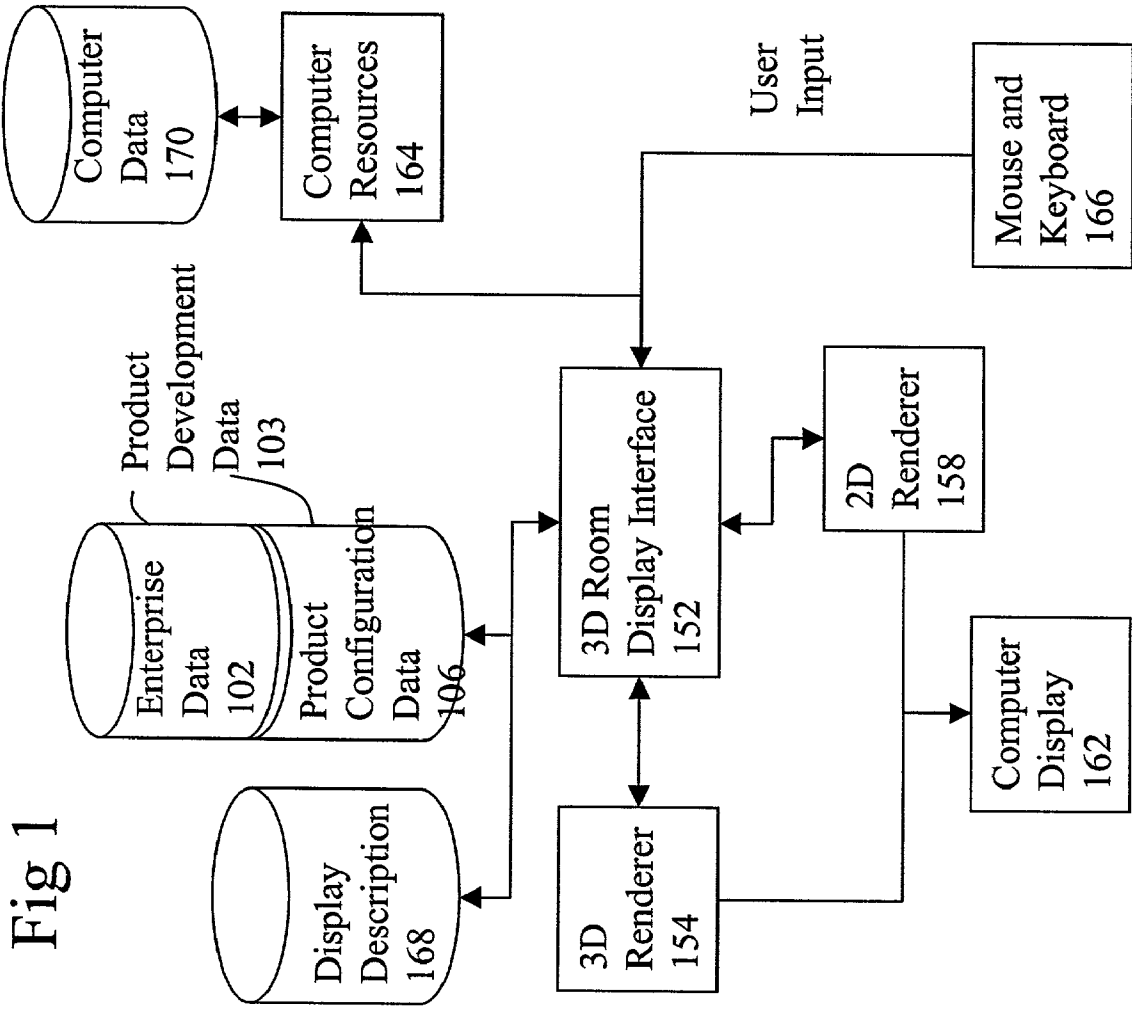 Fig 1
Display
Description
168
Enterprise
Data
102
Product
Configuration
Data
106
Product
Development
Data
103
Computer
Data
170
Computer
Resources
164
3D Renderer
154
3D Room
Display Interface
152
User
Input
2D
Renderer
158
Computer
Display
162
Mouse and
Keyboard
166